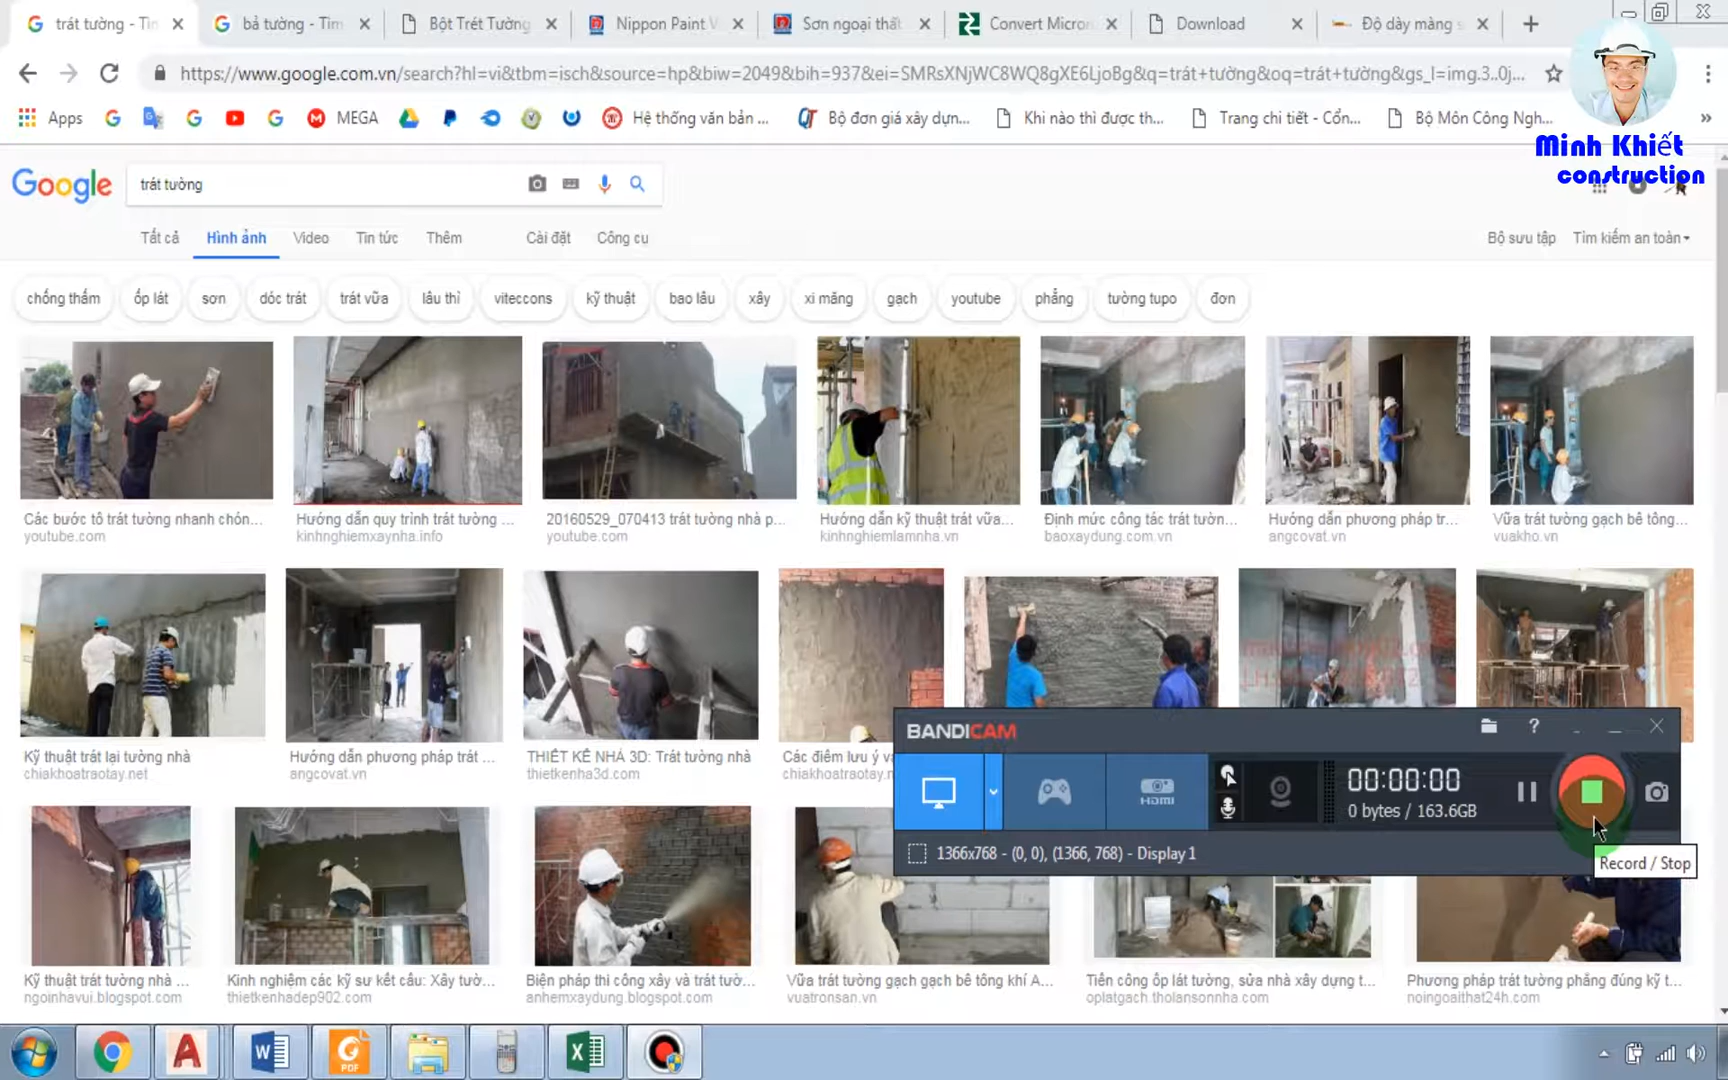 trát tường - Tìn
bả tường - Tìm
Bột Trét Tường
Nippon Paint V
Sơn ngoại thất
Convert Micron
Download
Độ dày màng s
https://www.google.com.vn/search?hl=vi&tbm=isch&source=hp&biw=2049&bih=937&ei=SMRsXNjWC8WQ8gXE6LjoBg&q=trát+tường&oq=trát+tường&gs_l=img.3..0j...
Apps
MEGA
Hệ thống văn bản ...
Bộ đơn giá xây dựn...
Khi nào thì được th...
Trang chi tiết - Cổn...
Bộ Môn Công Ngh...
»
Minh Khiết
construction
Google
trát tường
Tất cả
Hình ảnh
Video
Tin tức
Thêm
Cài đặt
Công cụ
Bộ sưu tập
Tìm kiếm an toàn
chống thấm
ốp lát
sơn
dóc trát
trát vữa
lâu thì
viteccons
kỹ thuật
bao lâu
xây
xi măng
gạch
youtube
phẳng
tường tupo
đơn
Các bước tô trát tường nhanh chón...
youtube.com
Hướng dẫn quy trình trát tường ...
kinhnghiemxaynha.info
20160529_070413 trát tường nhà p...
youtube.com
Hướng dẫn kỹ thuật trát vữa...
kinhnghiemlamnha.vn
Định mức công tác trát tườn...
baoxaydung.com.vn
Hướng dẫn phương pháp tr...
angcovat.vn
Vữa trát tường gạch bê tông...
vuakho.vn
Kỹ thuật trát lại tường nhà
chiakhoatraotay.net
Hướng dẫn phương pháp trát ...
angcovat.vn
THIẾT KẾ NHÀ 3D: Trát tường nhà
thietkenha3d.com
Các điểm lưu ý v
chiakhoatraotay.
BANDICAM
?
HDMI
00:00:00
0 bytes / 163.6GB
1366x768 - (0, 0), (1366, 768) - Display 1
Record / Stop
Kỹ thuật trát tường nhà ...
ngoinhavui.blogspot.com
Kinh nghiệm các kỹ sư kết cấu: Xây tườ...
thietkenhadep902.com
Biện pháp thi công xây và trát tườ...
anhemxaydung.blogspot.com
Vữa trát tường gạch gạch bê tông khí A...
vuatronsan.vn
Tiền công ốp lát tường, sửa nhà xây dựng t...
oplatgach.tholansonnha.com
Phương pháp trát tường phẳng đúng kỹ t...
noingoaithat24h.com
PDF